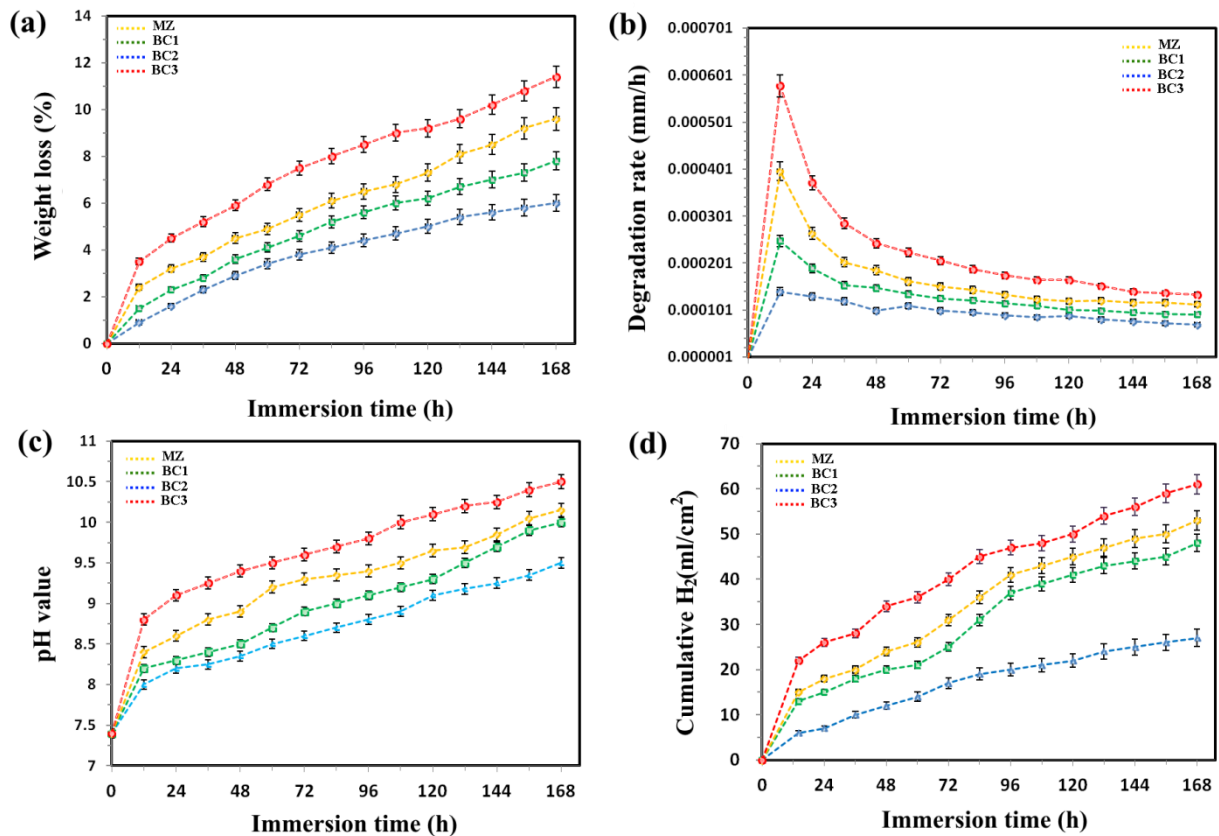 (a)
Weight loss (%)
14
12
10
8
6
4
2
0
MZ
BC1
BC2
BC3
0 24 48 72 96 120 144 168
Immersion time (h)
(b)
Degradation rate (mm/h)
0.000701
0.000601
0.000501
0.000401
0.000301
0.000201
0.000101
0.000001
MZ
BC1
BC2
BC3
0 24 48 72 96 120 144 168
Immersion time (h)
(c)
pH value
11
10.5
10
9.5
9
8.5
8
7.5
7
MZ
BC1
BC2
BC3
0 24 48 72 96 120 144 168
Immersion time (h)
(d)
Cumulative H₂(ml/cm²)
70
60
50
40
30
20
10
0
MZ
BC1
BC2
BC3
0 24 48 72 96 120 144 168
Immersion time (h)